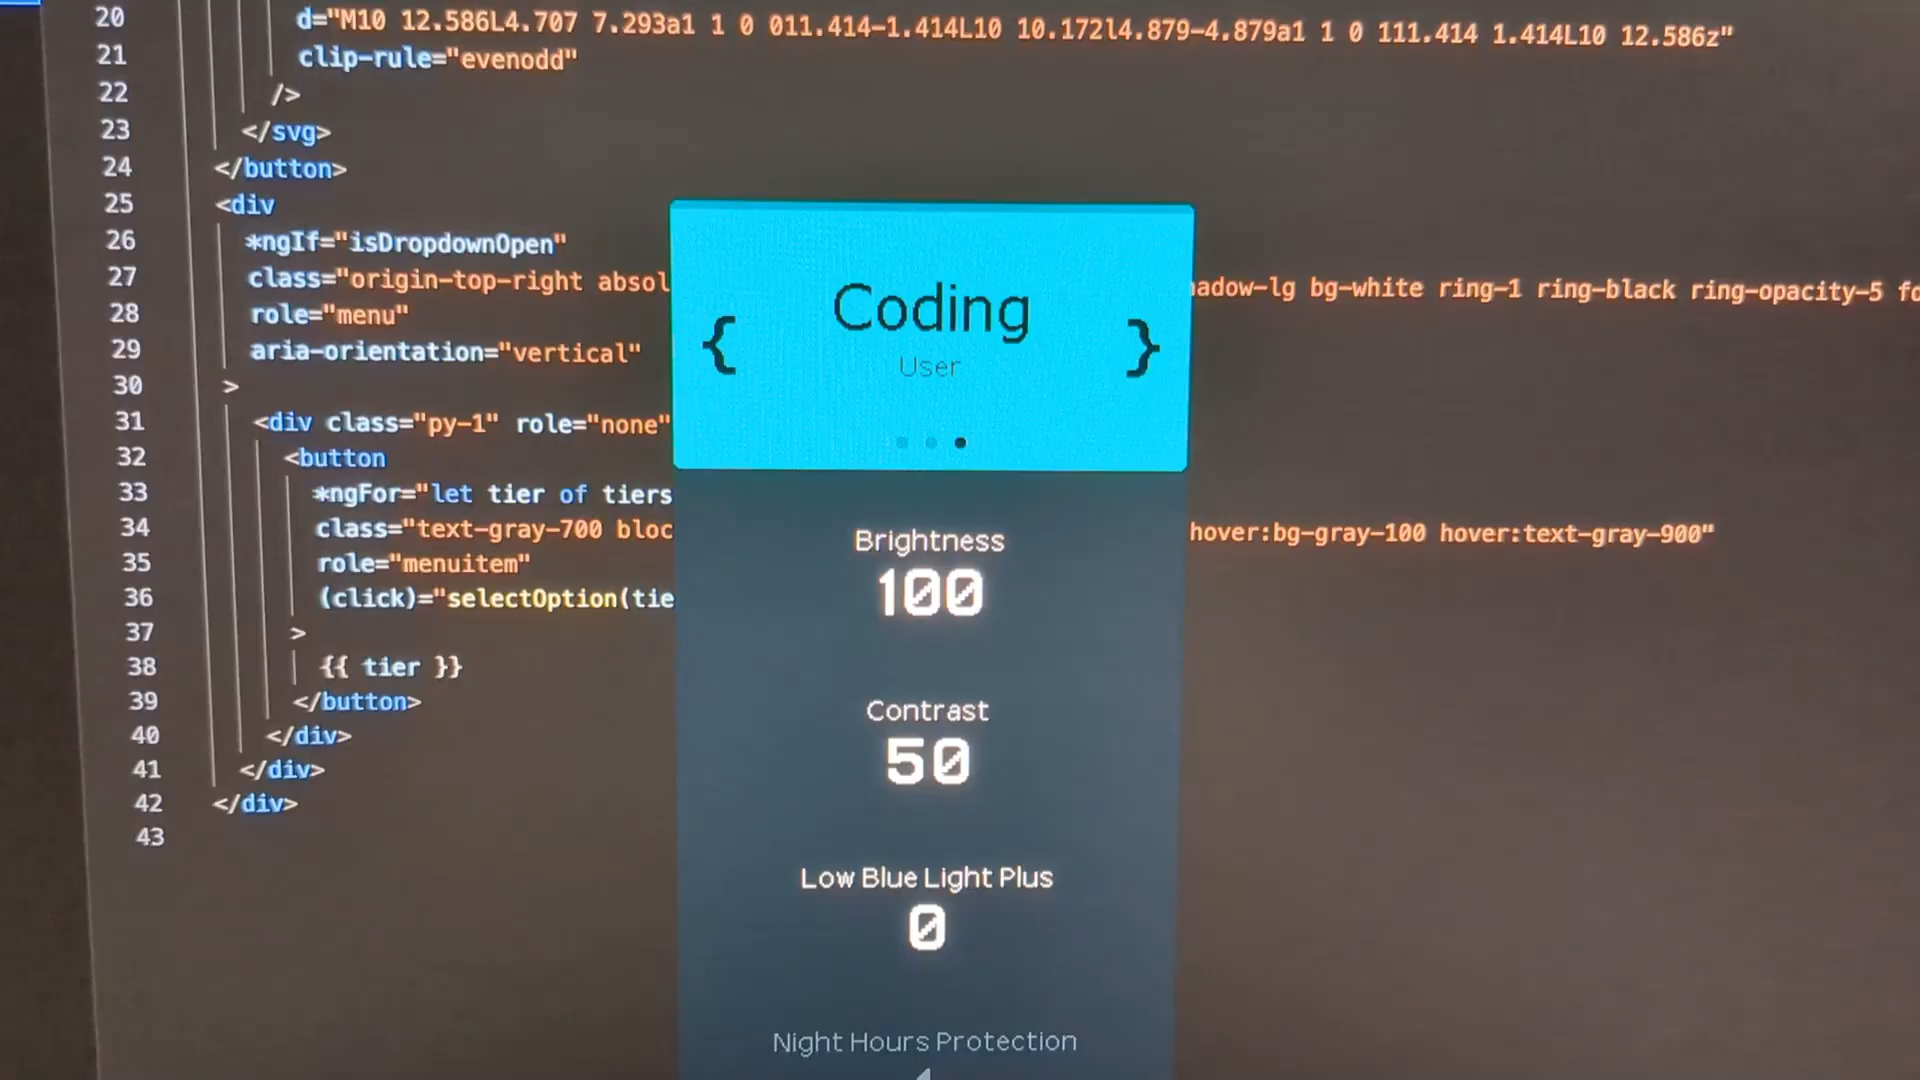 20 d="M10 12.586L4.707 7.293a1 1 0 011.414-1.414L10 10.172l4.879-4.879a1 1 0 111.414 1.414L10 12.586z"
21 clip-rule="evenodd"
22 />
23 </svg>
24 </button>
25 <div
26 *ngIf="isDropdownOpen"
27 class="origin-top-right absol adow-lg bg-white ring-1 ring-black ring-opacity-5 fo
28 role="menu"
29 aria-orientation="vertical"
30 >
31 <div class="py-1" role="none"
32 <button
33 *ngFor="let tier of tiers
34 class="text-gray-700 bloc hover:bg-gray-100 hover:text-gray-900"
35 role="menuitem"
36 (click)="selectOption(tie
37 >
38 {{ tier }}
39 </button>
40 </div>
41 </div>
42 </div>
43
{ Coding }
User
Brightness
100
Contrast
50
Low Blue Light Plus
0
Night Hours Protection